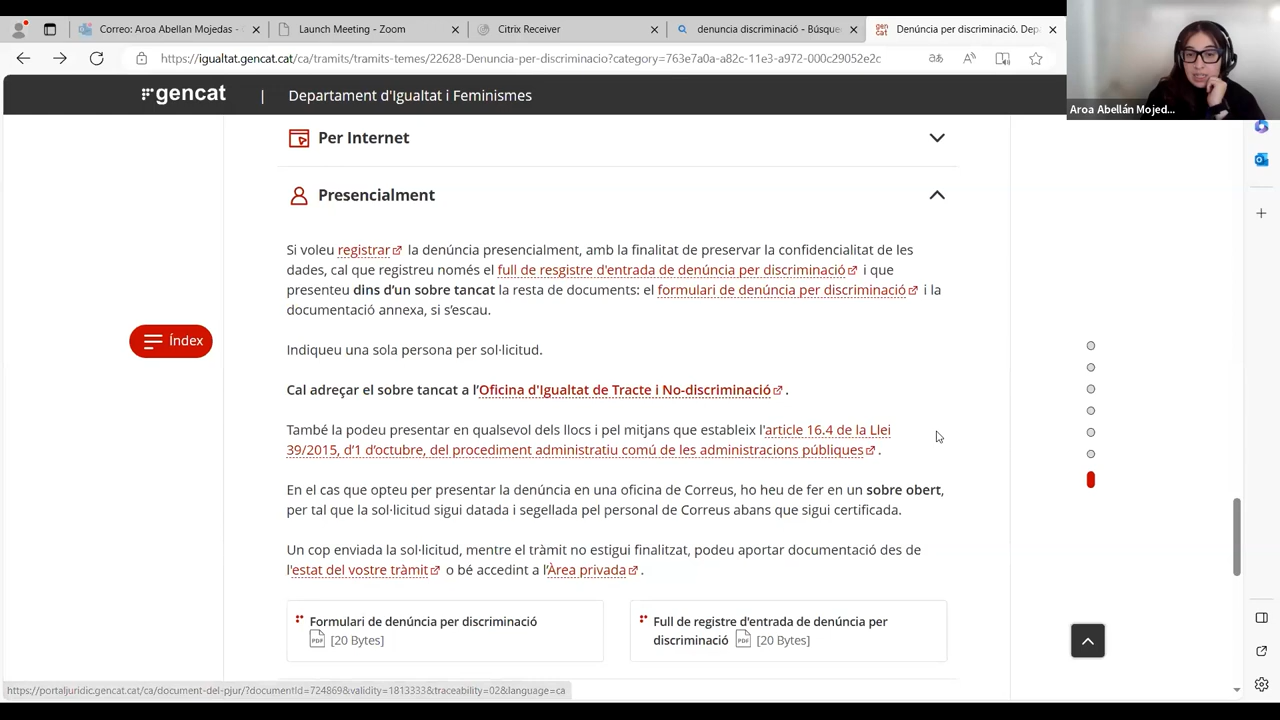 Correo: Aroa Abellan Mojedas -
Launch Meeting - Zoom
Citrix Receiver
denuncia discriminació - Búsque
Denúncia per discriminació. Dep
https://igualtat.gencat.cat/ca/tramits/tramits-temes/22628-Denuncia-per-discriminacio?category=763e7a0a-a82c-11e3-a972-000c29052e2c
aあ
A
Aroa Abellán Mojed...
gencat | Departament d'Igualtat i Feminismes
Per Internet
Presencialment
Si voleu registrar la denúncia presencialment, amb la finalitat de preservar la confidencialitat de les
dades, cal que registreu només el full de resgistre d'entrada de denúncia per discriminació i que
presenteu dins d'un sobre tancat la resta de documents: el formulari de denúncia per discriminació i la
documentació annexa, si s'escau.
Índex
Indiqueu una sola persona per sol·licitud.
Cal adreçar el sobre tancat a l'Oficina d'Igualtat de Tracte i No-discriminació .
També la podeu presentar en qualsevol dels llocs i pel mitjans que estableix l'article 16.4 de la Llei
39/2015, d'1 d'octubre, del procediment administratiu comú de les administracions públiques .
En el cas que opteu per presentar la denúncia en una oficina de Correus, ho heu de fer en un sobre obert,
per tal que la sol·licitud sigui datada i segellada pel personal de Correus abans que sigui certificada.
Un cop enviada la sol·licitud, mentre el tràmit no estigui finalitzat, podeu aportar documentació des de
l'estat del vostre tràmit o bé accedint a l'Àrea privada .
Formulari de denúncia per discriminació
PDF [20 Bytes]
Full de registre d'entrada de denúncia per
discriminació PDF [20 Bytes]
https://portaljuridic.gencat.cat/ca/document-del-pjur/?documentId=724869&validity=1813333&traceability=02&language=ca